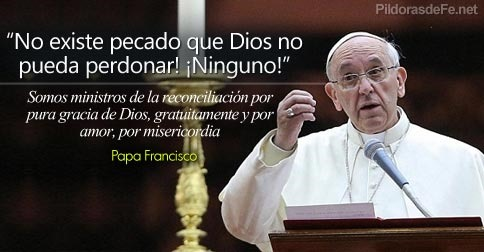 PildorasdeFe.net
“No existe pecado que Dios no
pueda perdonar! ¡Ninguno!”
Somos ministros de la reconciliación por
pura gracia de Dios, gratuitamente y por
amor, por misericordia
Papa Francisco